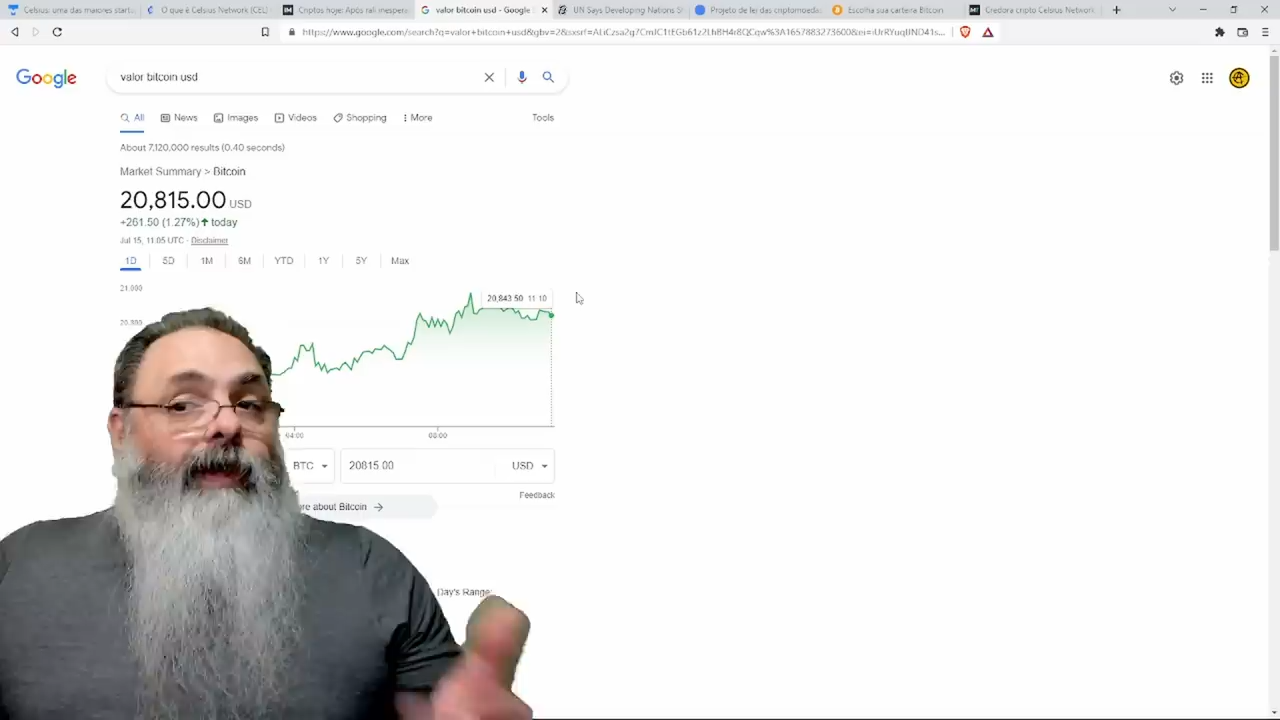 Celsius: uma das maiores start
O que é Celsius Network (CEL)
Criptos hoje: Após rali inesper
valor bitcoin usd - Google
UN Says Developing Nations S
Projeto de lei das criptomoeda
Escolha sua carteira Bitcoin
Credora cripto Celsius Network
Google
valor bitcoin usd
All
News
Images
Videos
Shopping
More
Tools
About 7,120,000 results (0.40 seconds)
Market Summary > Bitcoin
20,815.00 USD
+261.50 (1.27%) today
Jul 15, 11:05 UTC · Disclaimer
1D
5D
1M
6M
YTD
1Y
5Y
Max
21,000
20,843.50 11:10
04:00
08:00
BTC
20815.00
USD
Feedback
re about Bitcoin
Day's Range: